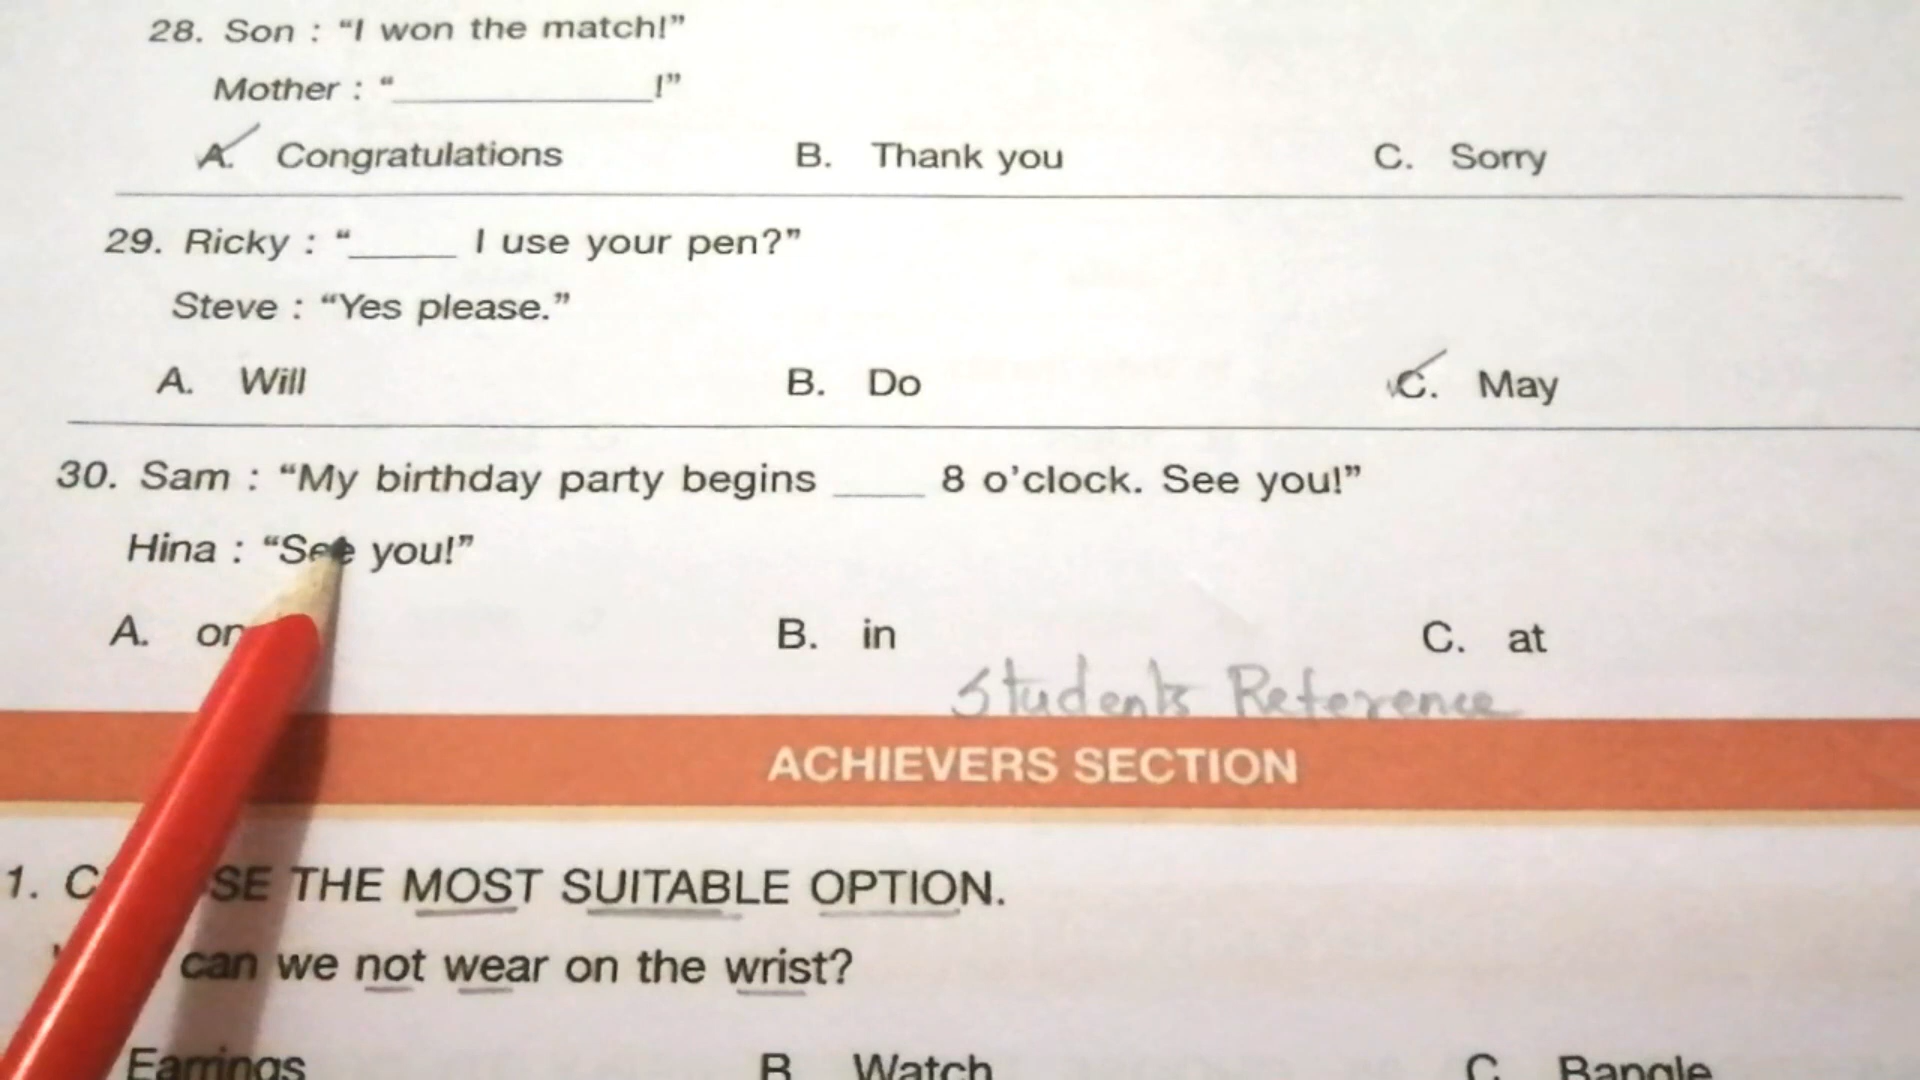 28. Son : “I won the match!”
Mother : “____________!”
A. Congratulations B. Thank you C. Sorry
29. Ricky : “_____ I use your pen?”
Steve : “Yes please.”
A. Will B. Do C. May
30. Sam : “My birthday party begins ____ 8 o’clock. See you!”
Hina : “See you!”
A. on B. in C. at
Students Reference
ACHIEVERS SECTION
1. THE MOST SUITABLE OPTION.
can we not wear on the wrist?
Earrings B Watch C Bangle